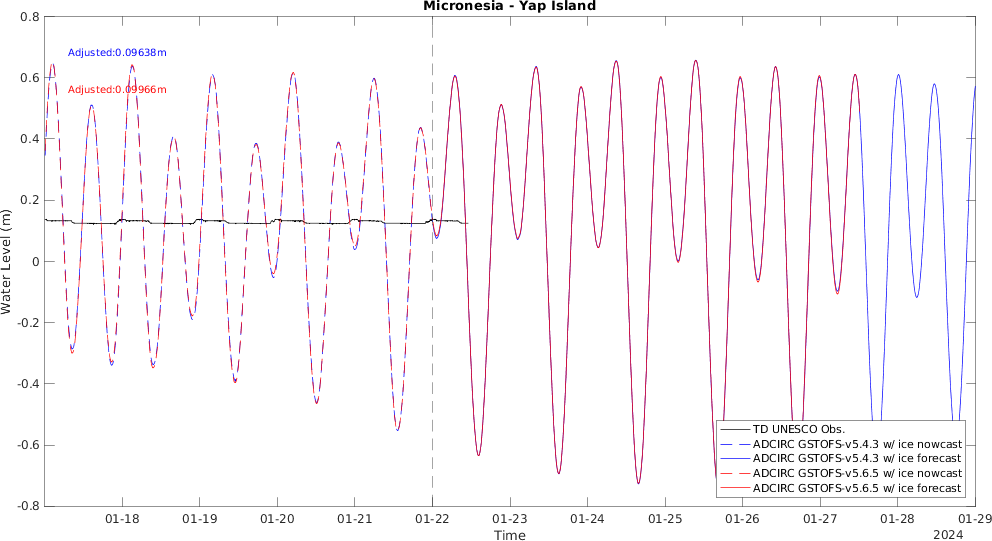 Micronesia - Yap Island
Adjusted:0.09638m
Adjusted:0.09966m
Water Level (m)
0.8
0.6
0.4
0.2
0
-0.2
-0.4
-0.6
-0.8
TD UNESCO Obs.
ADCIRC GSTOFS-v5.4.3 w/ ice nowcast
ADCIRC GSTOFS-v5.4.3 w/ ice forecast
ADCIRC GSTOFS-v5.6.5 w/ ice nowcast
ADCIRC GSTOFS-v5.6.5 w/ ice forecast
01-18 01-19 01-20 01-21 01-22 01-23 01-24 01-25 01-26 01-27 01-28 01-29
Time
2024